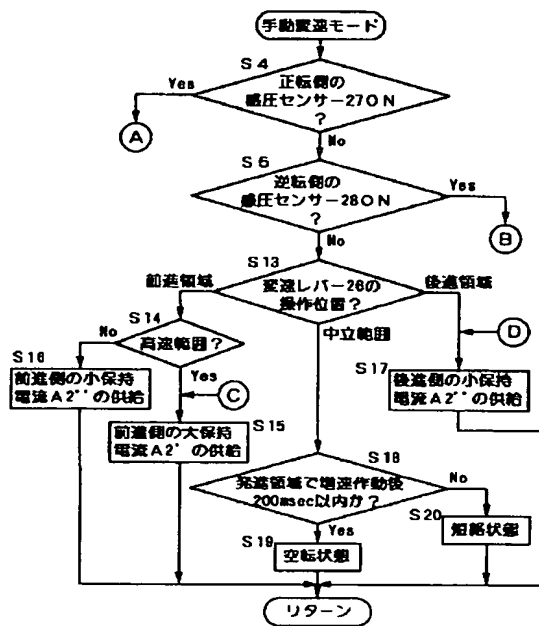 手動変速モード
S4
正転側の
感圧センサー27ON
？
Yes
A
No
S5
逆転側の
感圧センサー28ON
？
Yes
B
No
S13
変速レバー26の
操作位置？
前進領域
後進領域
中立範囲
S14
高速範囲？
No
Yes
D
C
S16
前進側の小保持
電流A2''の供給
S17
後進側の小保持
電流A2''の供給
S15
前進側の大保持
電流A2'の供給
S18
発進領域で増速作動後
200msec以内か？
No
Yes
S20
短絡状態
S19
空転状態
リターン